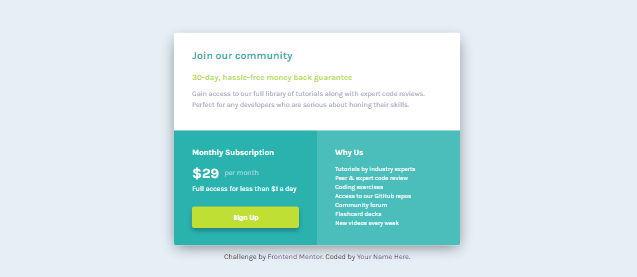 Join our community
30-day, hassle-free money back guarantee
Gain access to our full library of tutorials along with expert code reviews.
Perfect for any developers who are serious about honing their skills.
Monthly Subscription
$29 per month
Full access for less than $1 a day
Sign Up
Why Us
Tutorials by industry experts
Peer & expert code review
Coding exercises
Access to our GitHub repos
Community forum
Flashcard decks
New videos every week
Challenge by Frontend Mentor. Coded by Your Name Here.